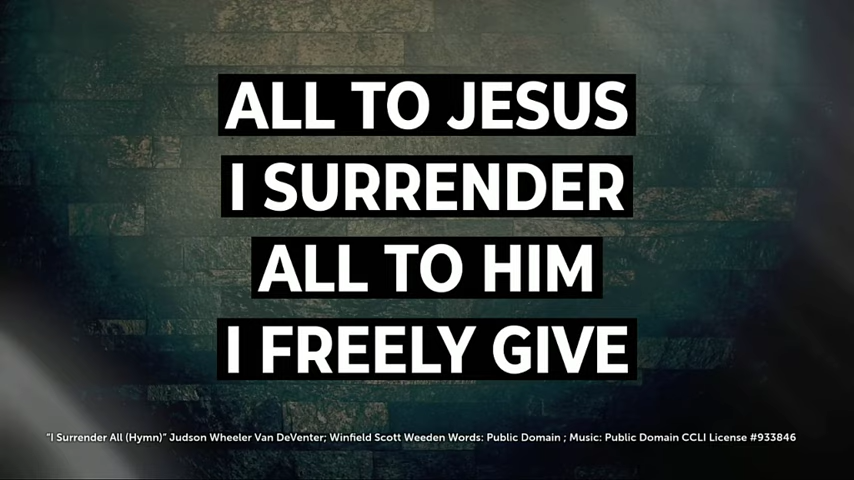 ALL TO JESUS
I SURRENDER
ALL TO HIM
I FREELY GIVE
"I Surrender All (Hymn)" Judson Wheeler Van DeVenter; Winfield Scott Weeden Words: Public Domain ; Music: Public Domain CCLI License #933846